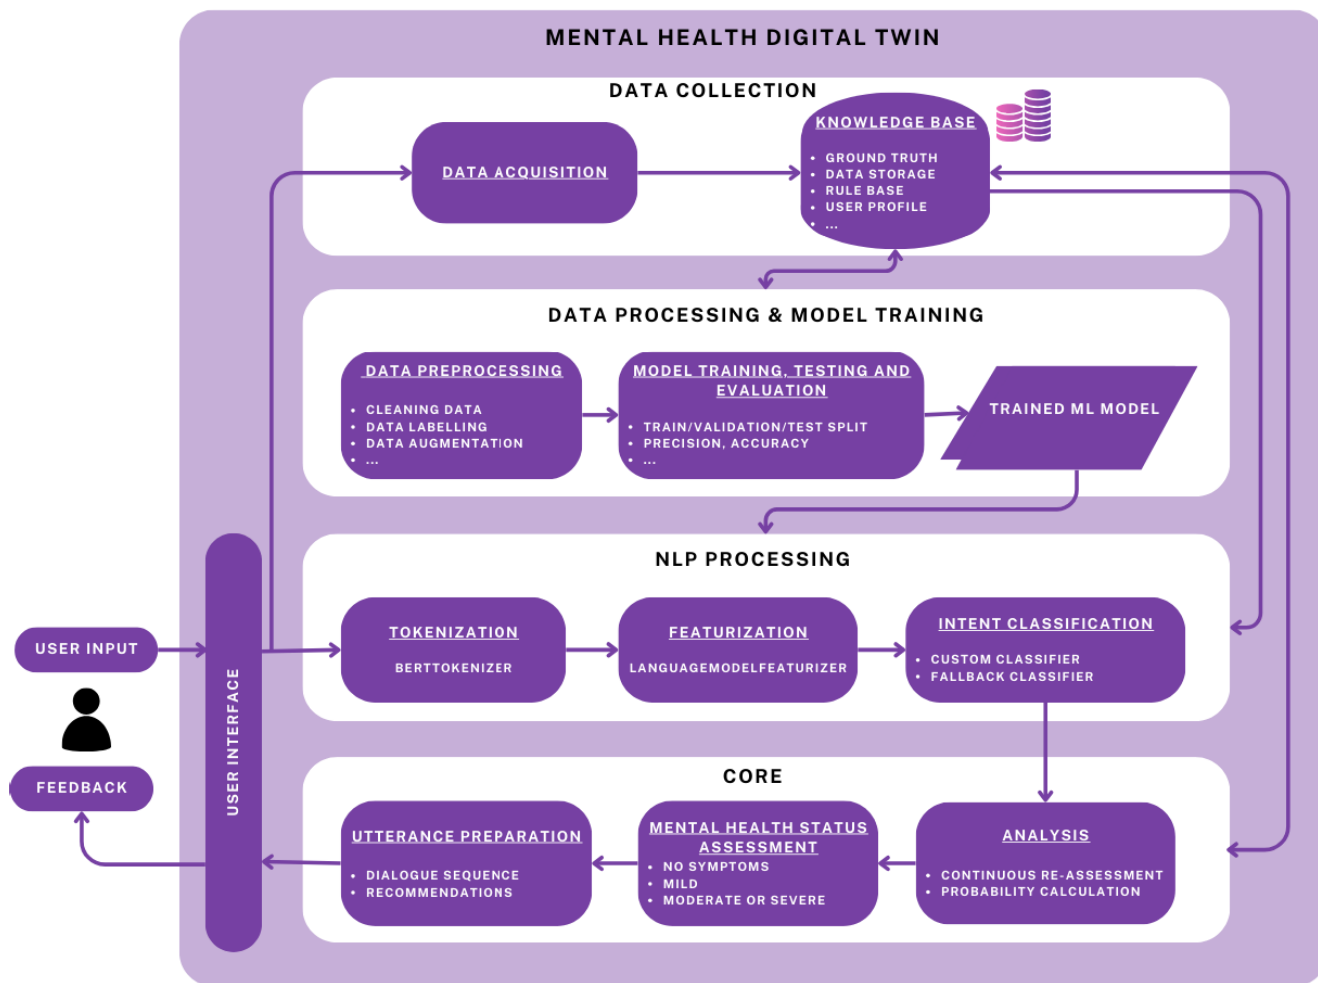 MENTAL HEALTH DIGITAL TWIN
DATA COLLECTION
DATA ACQUISITION
KNOWLEDGE BASE
• GROUND TRUTH
• DATA STORAGE
• RULE BASE
• USER PROFILE
• ...
DATA PROCESSING & MODEL TRAINING
DATA PREPROCESSING
• CLEANING DATA
• DATA LABELLING
• DATA AUGMENTATION
• ...
MODEL TRAINING, TESTING AND
EVALUATION
• TRAIN/VALIDATION/TEST SPLIT
• PRECISION, ACCURACY
• ...
TRAINED ML MODEL
NLP PROCESSING
USER INPUT
USER INTERFACE
TOKENIZATION
BERTTOKENIZER
FEATURIZATION
LANGUAGEMODELFEATURIZER
INTENT CLASSIFICATION
• CUSTOM CLASSIFIER
• FALLBACK CLASSIFIER
CORE
FEEDBACK
UTTERANCE PREPARATION
• DIALOGUE SEQUENCE
• RECOMMENDATIONS
MENTAL HEALTH STATUS
ASSESSMENT
• NO SYMPTOMS
• MILD
• MODERATE OR SEVERE
ANALYSIS
• CONTINUOUS RE-ASSESSMENT
• PROBABILITY CALCULATION